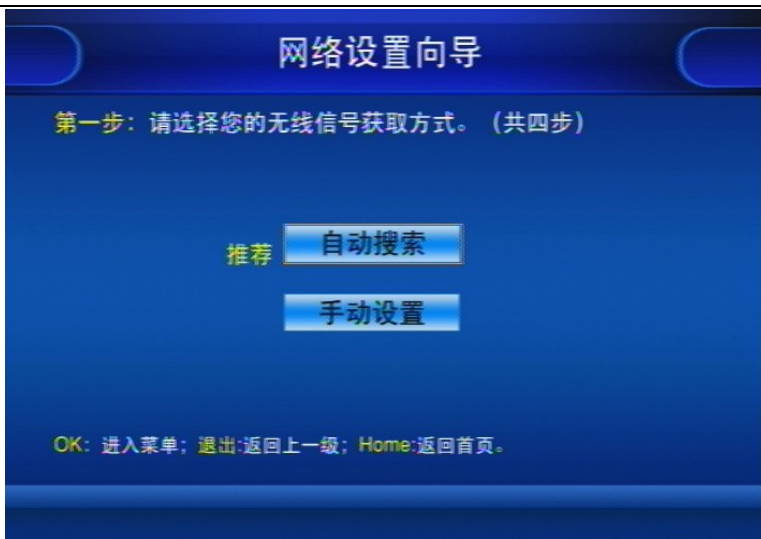 网络设置向导
第一步：请选择您的无线信号获取方式。（共四步）
推荐 自动搜索
手动设置
OK：进入菜单；退出:返回上一级；Home:返回首页。